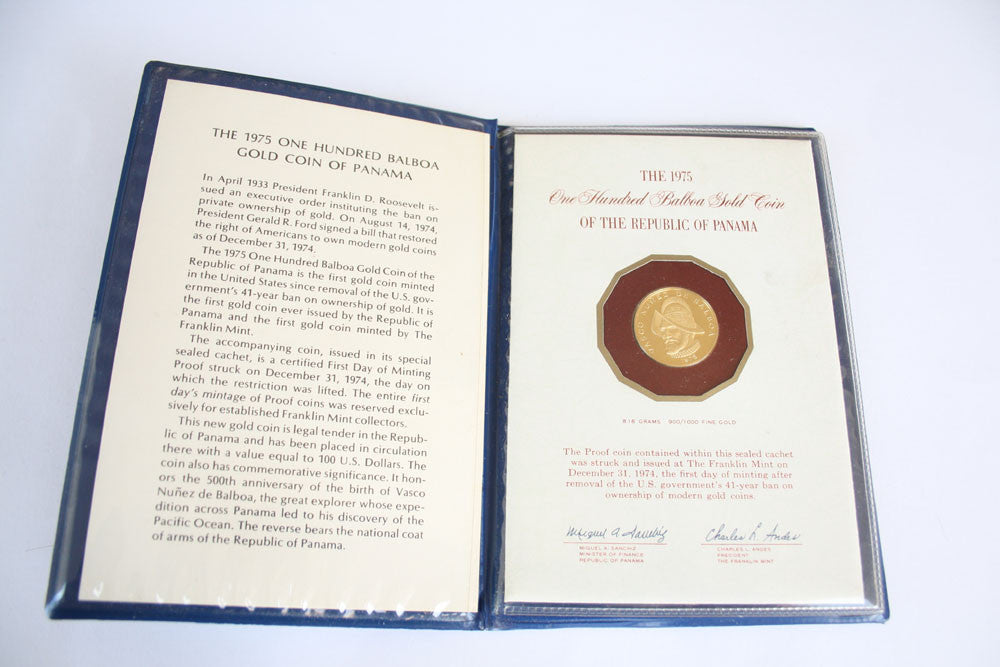 THE 1975 ONE HUNDRED BALBOA
GOLD COIN OF PANAMA
In April 1933 President Franklin D. Roosevelt is-
sued an executive order instituting the ban on
private ownership of gold. On August 14, 1974,
President Gerald R. Ford signed a bill that restored
the right of Americans to own modern gold coins
as of December 31, 1974.
The 1975 One Hundred Balboa Gold Coin of the
Republic of Panama is the first gold coin minted
in the United States since removal of the U.S. gov-
ernment's 41-year ban on ownership of gold. It is
the first gold coin ever issued by the Republic of
Panama and the first gold coin minted by The
Franklin Mint.
The accompanying coin, issued in its special
sealed cachet, is a certified First Day of Minting
Proof struck on December 31, 1974, the day on
which the restriction was lifted. The entire first
day's mintage of Proof coins was reserved exclu-
sively for established Franklin Mint collectors.
This new gold coin is legal tender in the Repub-
lic of Panama and has been placed in circulation
there with a value equal to 100 U.S. Dollars. The
coin also has commemorative significance. It hon-
ors the 500th anniversary of the birth of Vasco
Nuñez de Balboa, the great explorer whose expe-
dition across Panama led to his discovery of the
Pacific Ocean. The reverse bears the national coat
of arms of the Republic of Panama.
THE 1975
One Hundred Balboa Gold Coin
OF THE REPUBLIC OF PANAMA
VASCO NUÑEZ DE BALBOA
8.16 GRAMS 900/1000 FINE GOLD
The Proof coin contained within this sealed cachet
was struck and issued at The Franklin Mint on
December 31, 1974, the first day of minting after
removal of the U.S. government's 41-year ban on
ownership of modern gold coins.
Miguel A. Sanchiz Charles L. Andes
MIGUEL A. SANCHIZ CHARLES L. ANDES
MINISTER OF FINANCE PRESIDENT
REPUBLIC OF PANAMA THE FRANKLIN MINT